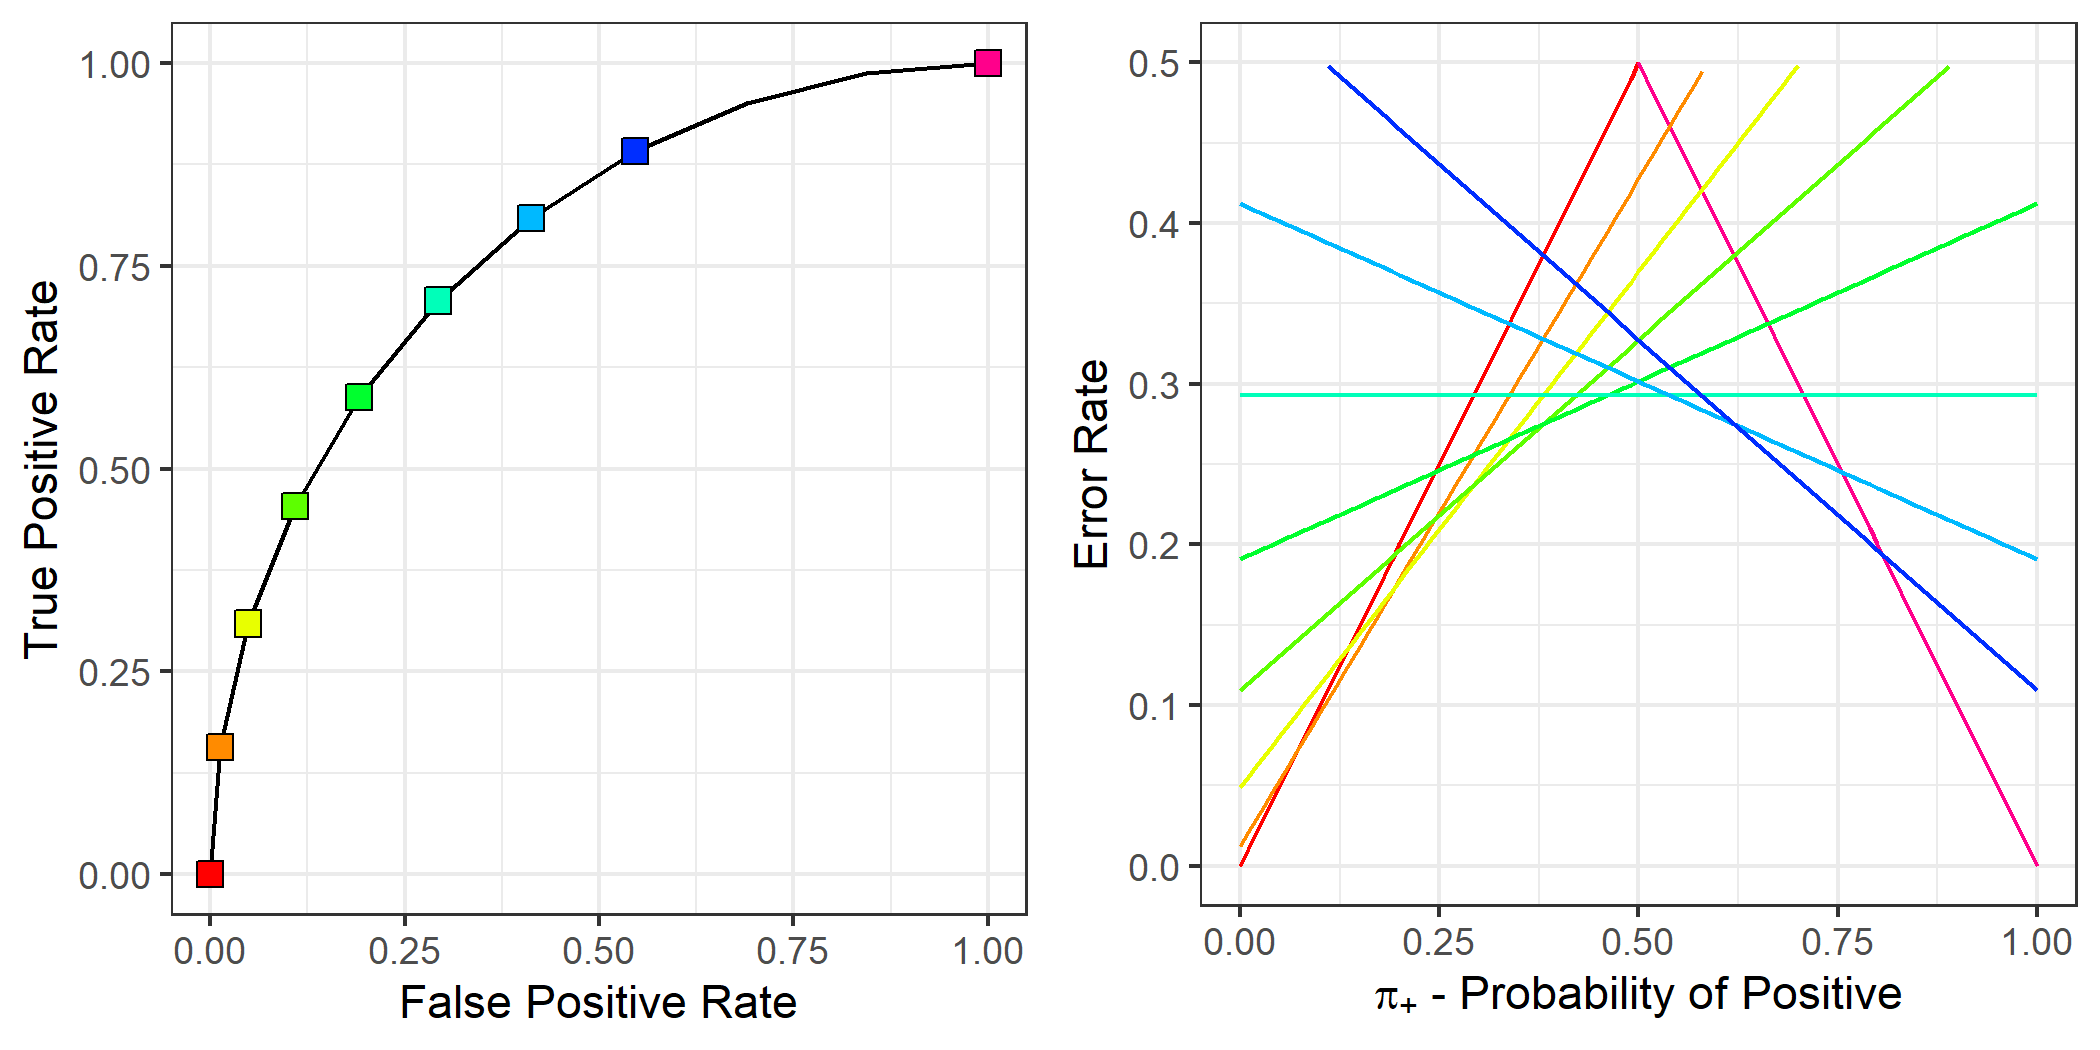 1.00
0.75
0.50
0.25
0.00
True Positive Rate
0.00 0.25 0.50 0.75 1.00
False Positive Rate
0.5
0.4
0.3
0.2
0.1
0.0
Error Rate
0.00 0.25 0.50 0.75 1.00
π₊ - Probability of Positive